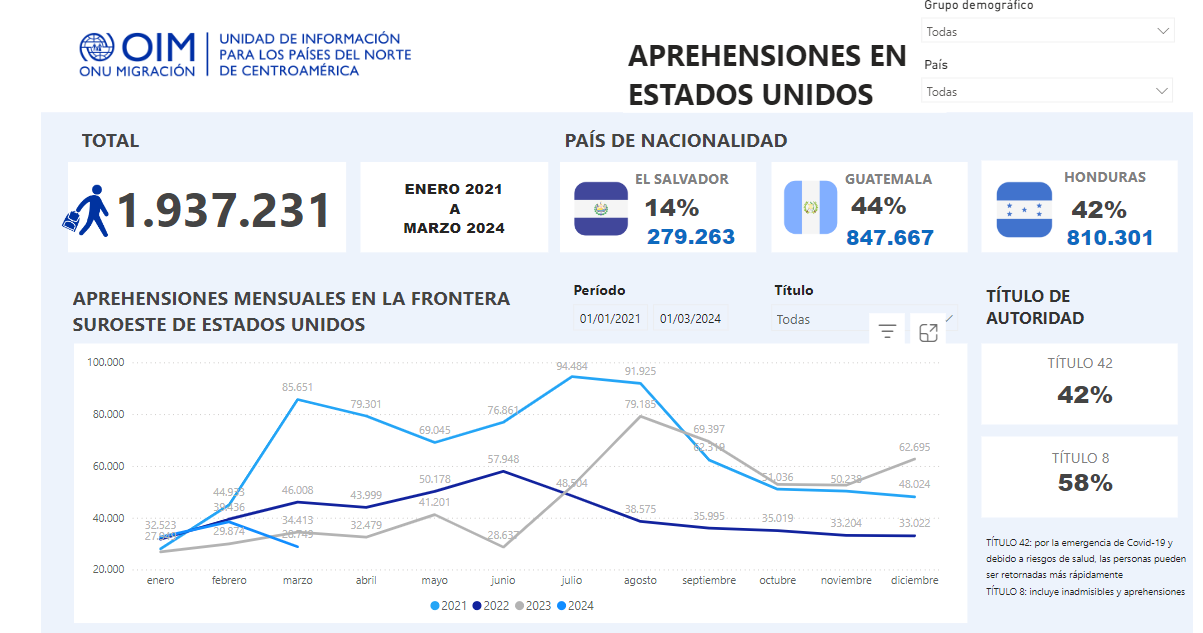 Grupo demográfico
Todas
País
Todas
OIM
ONU MIGRACIÓN
UNIDAD DE INFORMACIÓN
PARA LOS PAÍSES DEL NORTE
DE CENTROAMÉRICA
APREHENSIONES EN
ESTADOS UNIDOS
TOTAL
1.937.231
ENERO 2021
A
MARZO 2024
PAÍS DE NACIONALIDAD
EL SALVADOR
14%
279.263
GUATEMALA
44%
847.667
HONDURAS
42%
810.301
APREHENSIONES MENSUALES EN LA FRONTERA
SUROESTE DE ESTADOS UNIDOS
Período
01/01/2021 01/03/2024
Título
Todas
100.000
80.000
60.000
40.000
20.000
94.484
91.925
85.651
79.301
79.185
76.861
69.045
69.397
62.695
57.948
50.178
48.504
48.024
46.008
43.999
44.973
41.201
38.575
35.995
35.019
33.204
33.022
32.523
34.413
32.479
29.874
28.637
28.749
enero febrero marzo abril mayo junio julio agosto septiembre octubre noviembre diciembre
2021 2022 2023 2024
TÍTULO DE
AUTORIDAD
TÍTULO 42
42%
TÍTULO 8
58%
TÍTULO 42: por la emergencia de Covid-19 y
debido a riesgos de salud, las personas pueden
ser retornadas más rápidamente
TÍTULO 8: incluye inadmisibles y aprehensiones